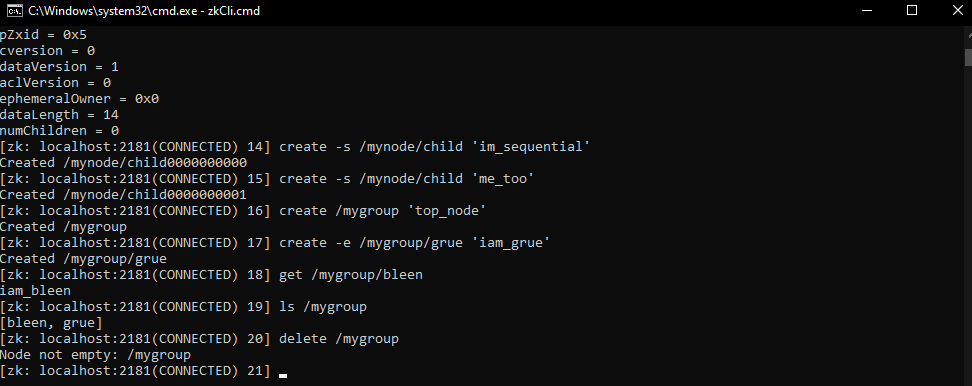 C:\Windows\system32\cmd.exe - zkCli.cmd
pZxid = 0x5
cversion = 0
dataVersion = 1
aclVersion = 0
ephemeralOwner = 0x0
dataLength = 14
numChildren = 0
[zk: localhost:2181(CONNECTED) 14] create -s /mynode/child 'im_sequential'
Created /mynode/child0000000000
[zk: localhost:2181(CONNECTED) 15] create -s /mynode/child 'me_too'
Created /mynode/child0000000001
[zk: localhost:2181(CONNECTED) 16] create /mygroup 'top_node'
Created /mygroup
[zk: localhost:2181(CONNECTED) 17] create -e /mygroup/grue 'iam_grue'
Created /mygroup/grue
[zk: localhost:2181(CONNECTED) 18] get /mygroup/bleen
iam_bleen
[zk: localhost:2181(CONNECTED) 19] ls /mygroup
[bleen, grue]
[zk: localhost:2181(CONNECTED) 20] delete /mygroup
Node not empty: /mygroup
[zk: localhost:2181(CONNECTED) 21]